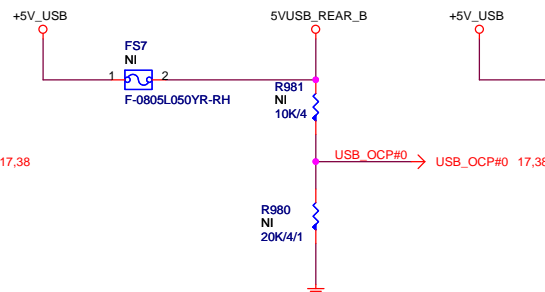 +5V_USB
5VUSB_REAR_B
+5V_USB
FS7
NI
1
2
F-0805L050YR-RH
R981
NI
10K/4
17,38
USB_OCP#0
USB_OCP#0 17,38
R980
NI
20K/4/1